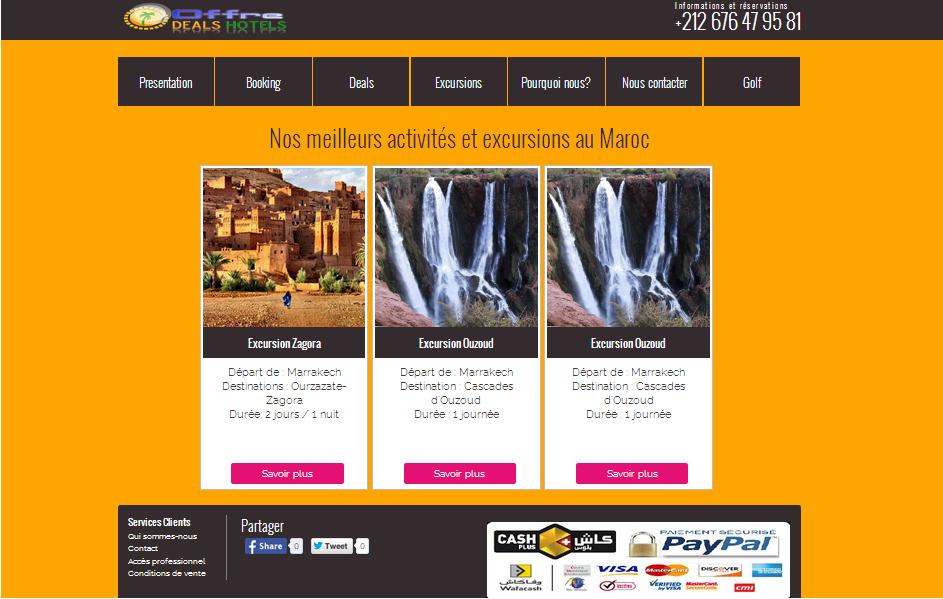 Offre
DEALS HOTELS
Informations et réservations
+212 676 47 95 81
Presentation
Booking
Deals
Excursions
Pourquoi nous?
Nous contacter
Golf
Nos meilleurs activités et excursions au Maroc
Excursion Zagora
Départ de : Marrakech
Destinations : Ourzazate-
Zagora
Durée: 2 jours / 1 nuit
Savoir plus
Excursion Ouzoud
Départ de : Marrakech
Destination : Cascades
d'Ouzoud
Durée : 1 journée
Savoir plus
Excursion Ouzoud
Départ de : Marrakech
Destination : Cascades
d'Ouzoud
Durée : 1 journée
Savoir plus
Services Clients
Qui sommes-nous
Contact
Accès professionnel
Conditions de vente
Partager
Share 0
Tweet 0
CASH PLUS
كاش بلوس
PAIEMENT SÉCURISÉ
PayPal
وفاكاش
Wafacash
VISA
MasterCard
DISCOVER
VERIFIED by VISA
MasterCard. SecureCode.
cmi